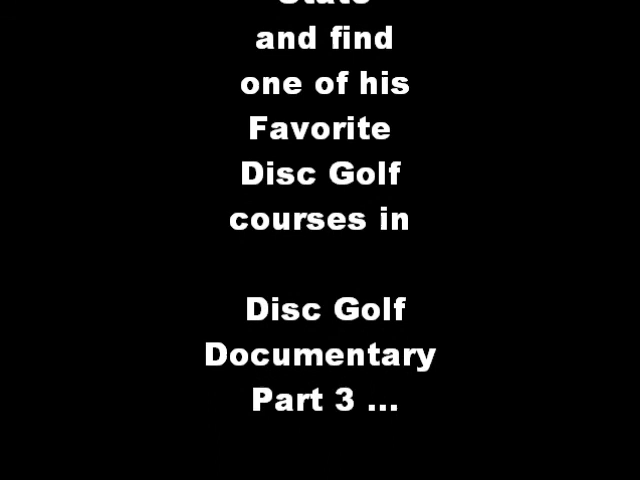 State
and find
one of his
Favorite
Disc Golf
courses in
Disc Golf
Documentary
Part 3 ...